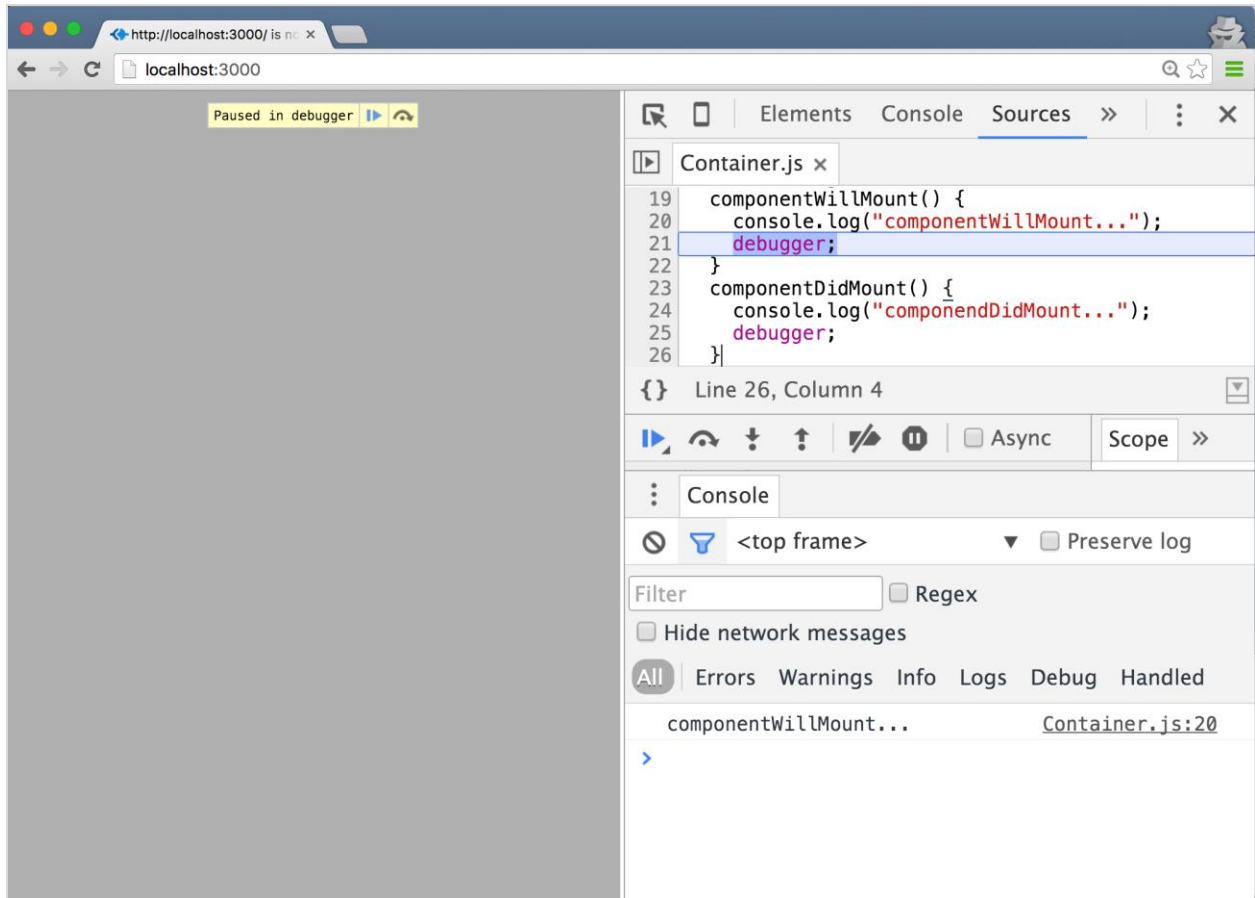 http://localhost:3000/ is no
localhost:3000
Paused in debugger
Elements Console Sources »
Container.js ×
19 componentWillMount() {
20 console.log("componentWillMount...");
21 debugger;
22 }
23 componentDidMount() {
24 console.log("componendDidMount...");
25 debugger;
26 }
{} Line 26, Column 4
Async Scope »
Console
<top frame> Preserve log
Filter Regex
Hide network messages
All Errors Warnings Info Logs Debug Handled
componentWillMount... Container.js:20
>